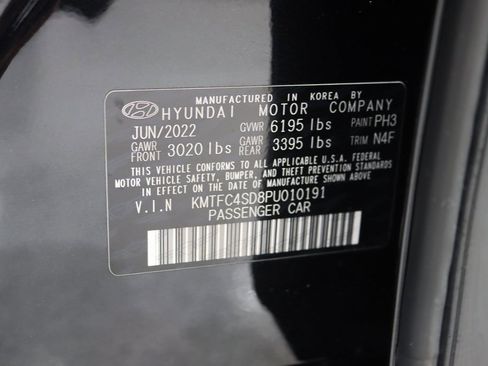 MANUFACTURED IN KOREA BY
HYUNDAI MOTOR COMPANY
JUN/2022 GVWR 6195 lbs PAINT PH3
GAWR FRONT 3020 lbs GAWR REAR 3395 lbs TRIM N4F
THIS VEHICLE CONFORMS TO ALL APPLICABLE U.S.A. FEDERAL
MOTOR VEHICLE SAFETY, BUMPER, AND THEFT PREVENTION STANDARDS
IN EFFECT ON THE DATE OF MANUFACTURE SHOWN ABOVE.
V.I.N KMTFC4SD8PU010191
PASSENGER CAR